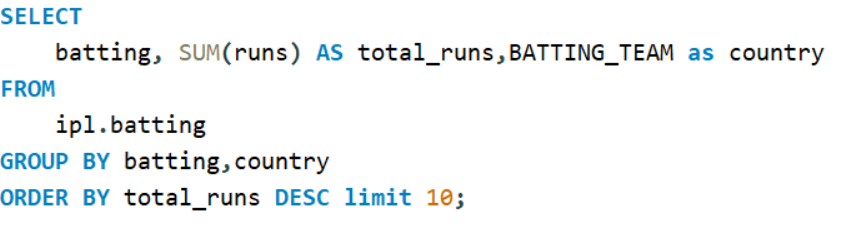 SELECT
batting, SUM(runs) AS total_runs,BATTING_TEAM as country
FROM
ipl.batting
GROUP BY batting,country
ORDER BY total_runs DESC limit 10;